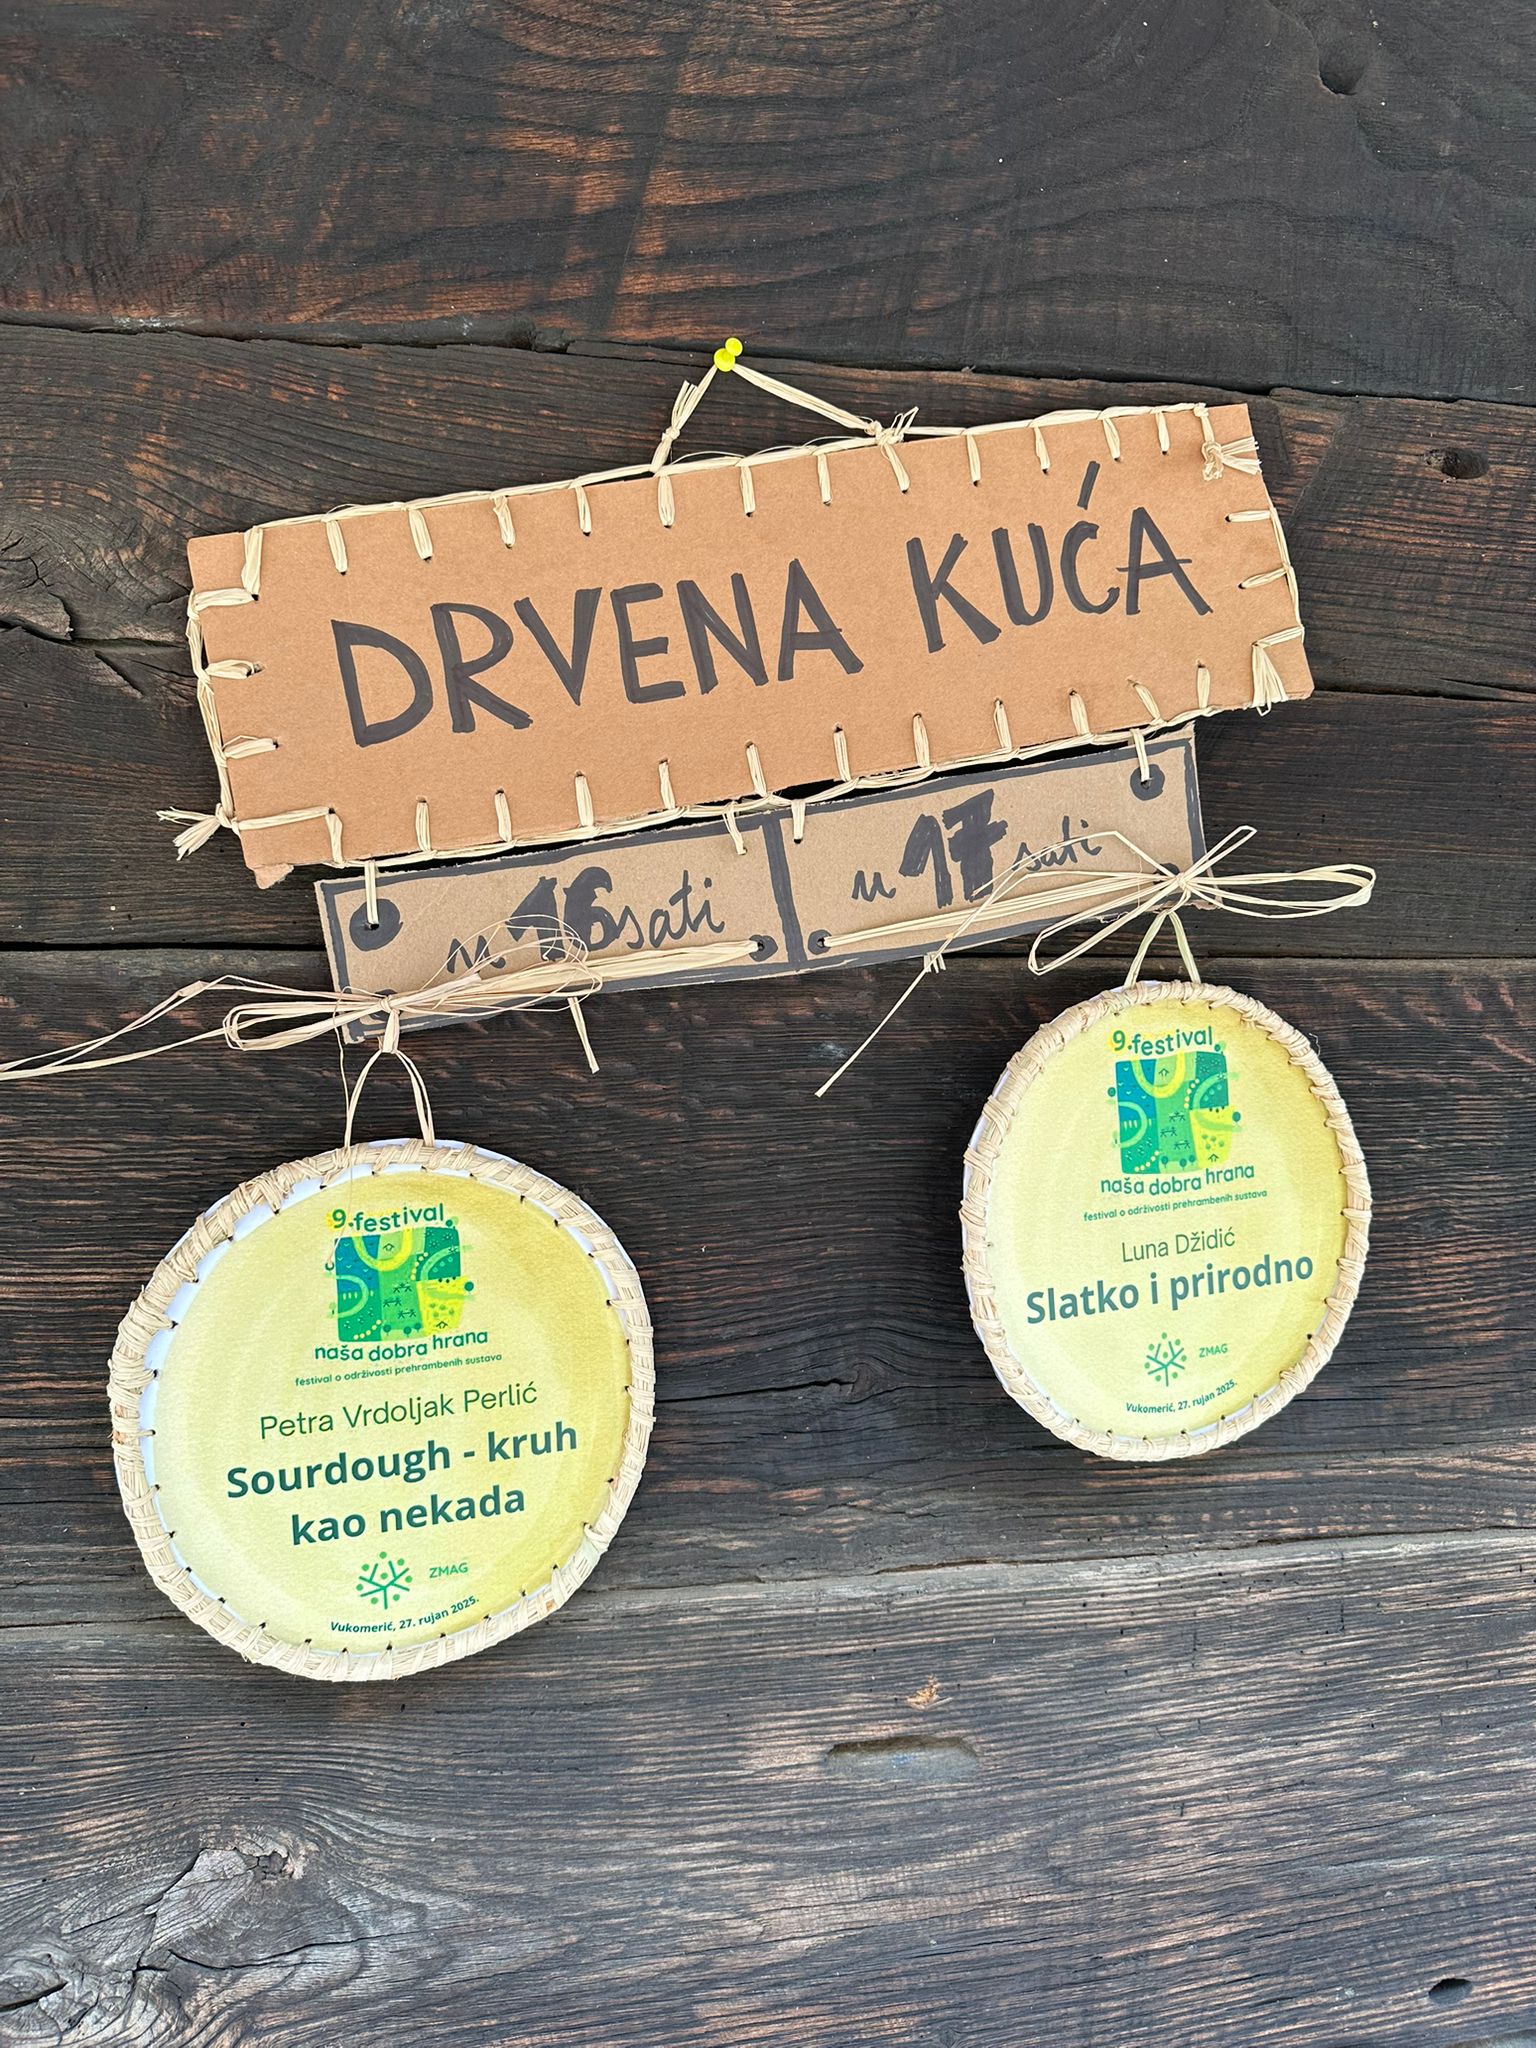 DRVENA KUĆA
u 16 sati
u 17 sati
9. festival
naša dobra hrana
festival o održivosti prehrambenih sustava
Petra Vrdoljak Perlić
Sourdough - kruh
kao nekada
ZMAG
Vukomerić, 27. rujan 2025.
9. festival
naša dobra hrana
festival o održivosti prehrambenih sustava
Luna Džidić
Slatko i prirodno
ZMAG
Vukomerić, 27. rujan 2025.